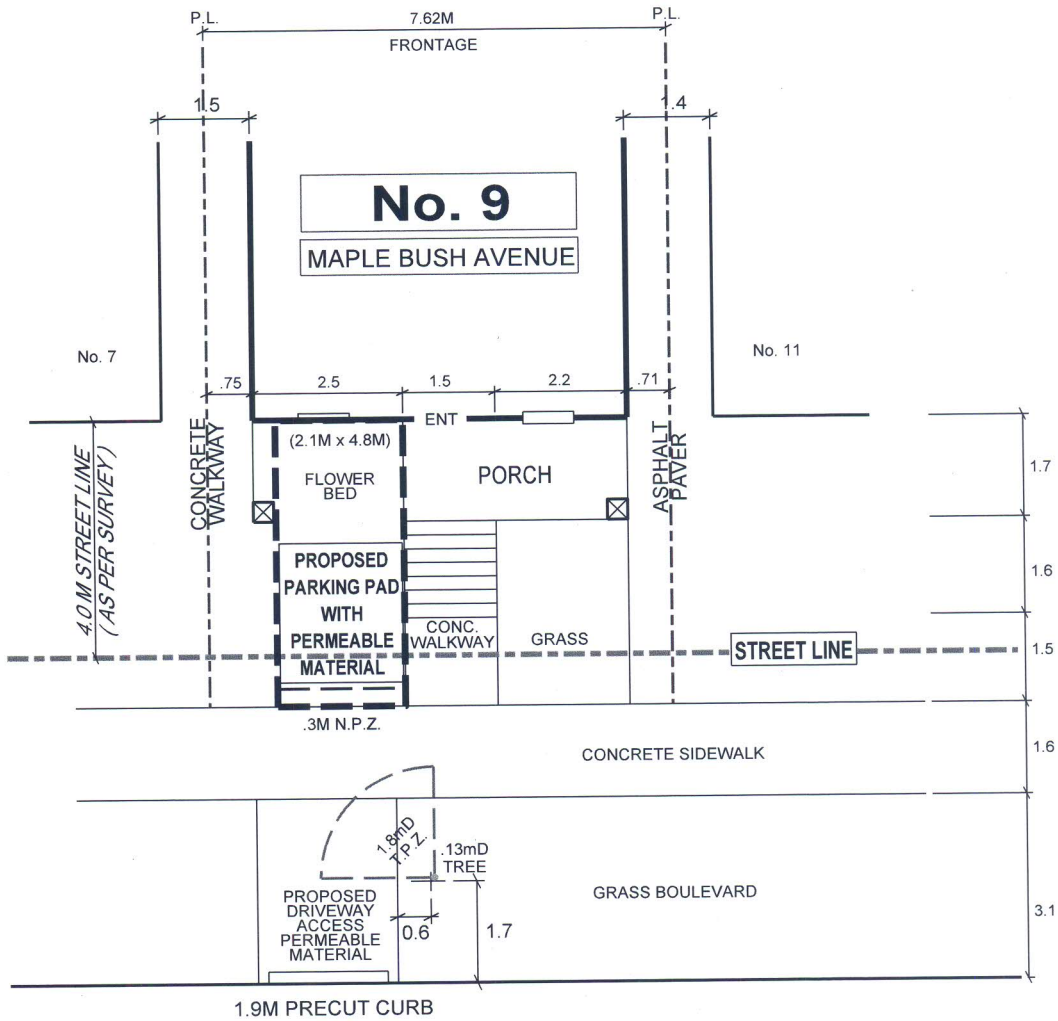 P.L.
7.62M
P.L.
FRONTAGE
1.5
1.4
No. 9
MAPLE BUSH AVENUE
No. 7
No. 11
.75
2.5
1.5
2.2
.71
ENT
(2.1M x 4.8M)
FLOWER
BED
PORCH
CONCRETE
WALKWAY
ASPHALT
PAVER
4.0 M STREET LINE
(AS PER SURVEY)
1.7
1.6
1.5
1.6
3.1
PROPOSED
PARKING PAD
WITH
PERMEABLE
MATERIAL
CONC.
WALKWAY
GRASS
STREET LINE
.3M N.P.Z.
CONCRETE SIDEWALK
1.8mD
T.P.Z.
.13mD
TREE
GRASS BOULEVARD
PROPOSED
DRIVEWAY
ACCESS
PERMEABLE
MATERIAL
0.6
1.7
1.9M PRECUT CURB